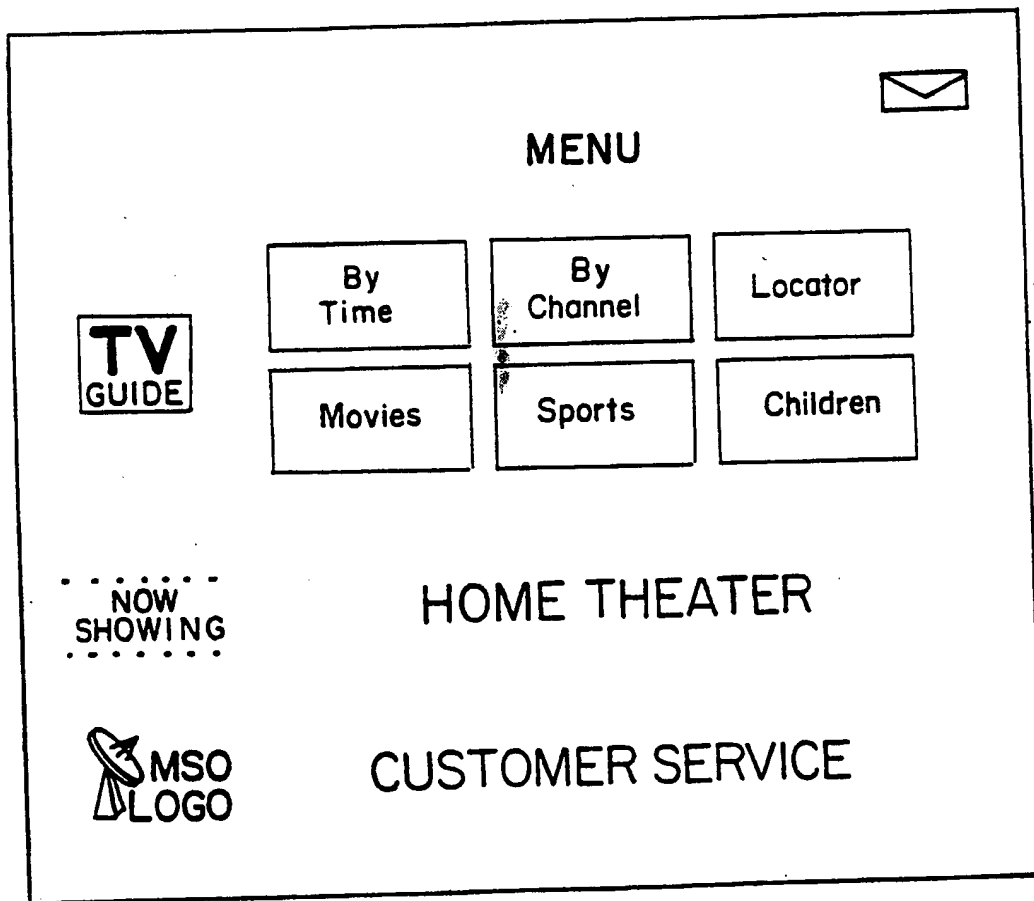 MENU
By
Time
By
Channel
Locator
TV
GUIDE
Movies
Sports
Children
NOW
SHOWING
HOME THEATER
MSO
LOGO
CUSTOMER SERVICE